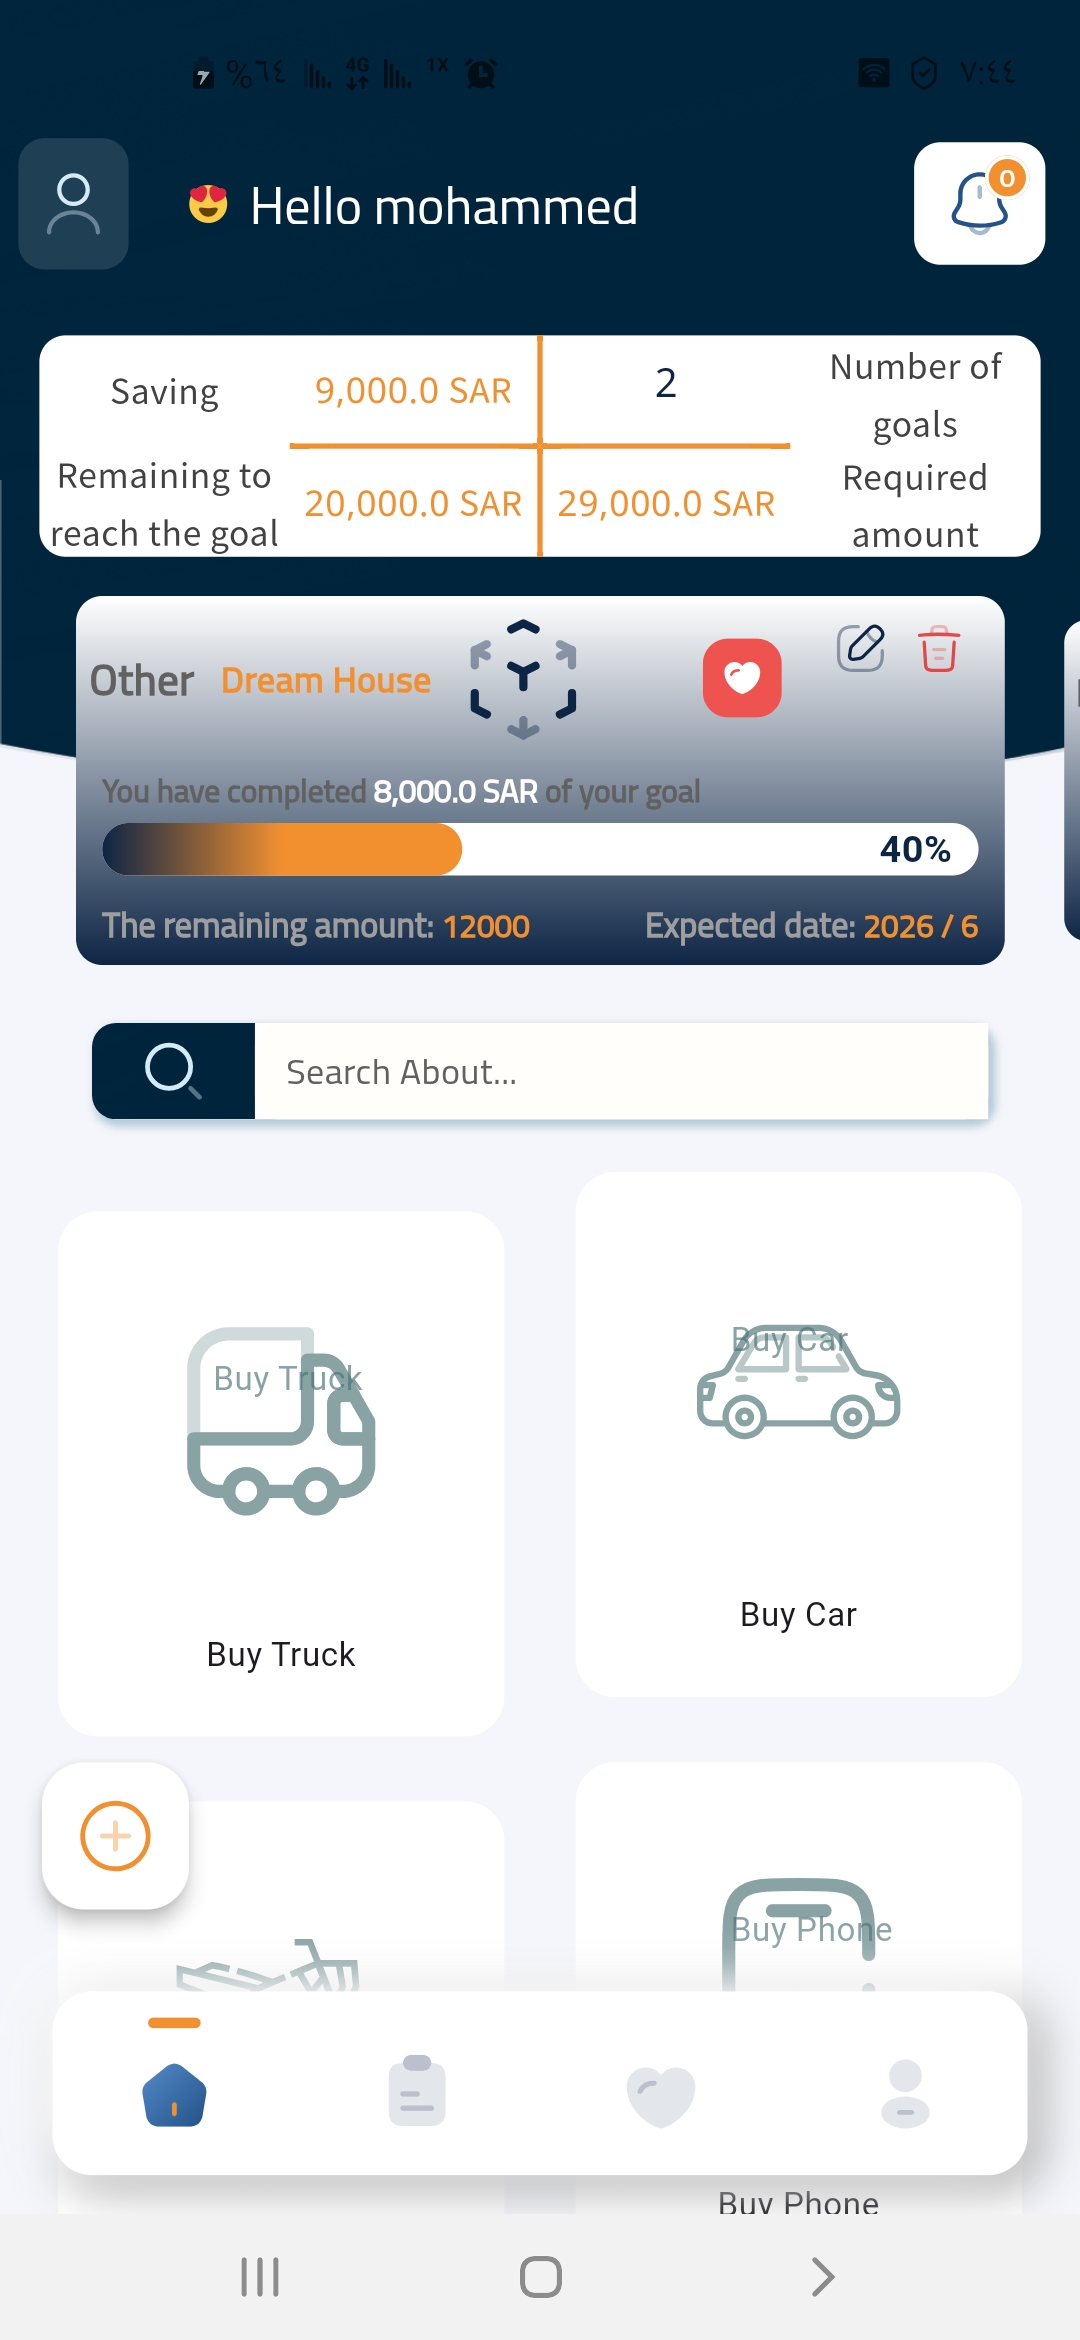 %٦٤ 4G 1X ٧:٤٤
😍 Hello mohammed
0
Saving
9,000.0 SAR
2
Number of
goals
Remaining to
reach the goal
20,000.0 SAR
29,000.0 SAR
Required
amount
Other Dream House
You have completed 8,000.0 SAR of your goal
40%
The remaining amount: 12000
Expected date: 2026 / 6
Search About...
Buy Truck
Buy Truck
Buy Car
Buy Car
Buy Phone
Buy Phone